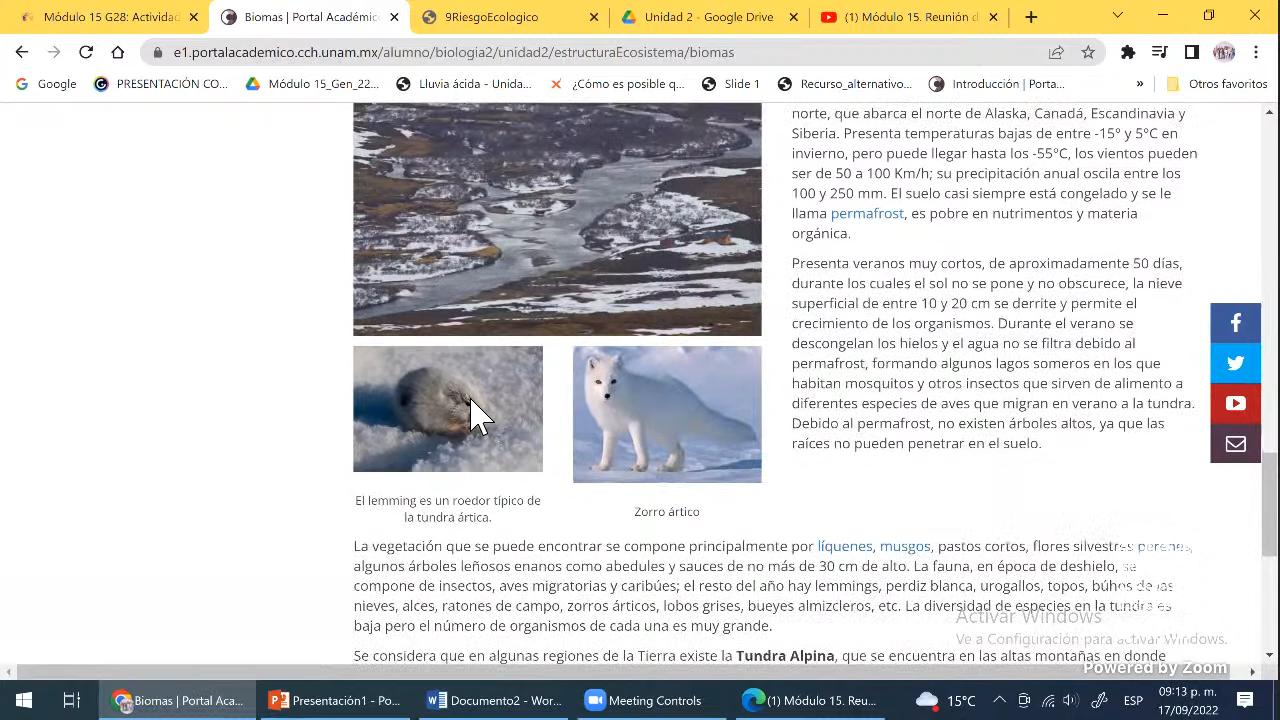 Módulo 15 G28: Actividad
Biomas | Portal Académic
9RiesgoEcologico
Unidad 2 - Google Drive
(1) Módulo 15. Reunión d
e1.portalacademico.cch.unam.mx/alumno/biologia2/unidad2/estructuraEcosistema/biomas
Google
PRESENTACIÓN CO...
Módulo 15_Gen_22...
Lluvia ácida - Unida...
¿Cómo es posible q...
Slide 1
Recurso_alternativo...
Introducción | Porta...
»
Otros favoritos
norte, que abarca el norte de Alaska, Canadá, Escandinavia y
Siberia. Presenta temperaturas bajas de entre -15° y 5°C en
invierno, pero puede llegar hasta los -55°C, los vientos pueden
ser de 50 a 100 Km/h; su precipitación anual oscila entre los
100 y 250 mm. El suelo casi siempre está congelado y se le
llama permafrost, es pobre en nutrimentos y materia
orgánica.
Presenta veranos muy cortos, de aproximadamente 50 días,
durante los cuales el sol no se pone y no obscurece, la nieve
superficial de entre 10 y 20 cm se derrite y permite el
crecimiento de los organismos. Durante el verano se
descongelan los hielos y el agua no se filtra debido al
permafrost, formando algunos lagos someros en los que
habitan mosquitos y otros insectos que sirven de alimento a
diferentes especies de aves que migran en verano a la tundra.
Debido al permafrost, no existen árboles altos, ya que las
raíces no pueden penetrar en el suelo.
El lemming es un roedor típico de
la tundra ártica.
Zorro ártico
La vegetación que se puede encontrar se compone principalmente por líquenes, musgos, pastos cortos, flores silvestres perenes,
algunos árboles leñosos enanos como abedules y sauces de no más de 30 cm de alto. La fauna, en época de deshielo, se
compone de insectos, aves migratorias y caribúes; el resto del año hay lemmings, perdiz blanca, urogallos, topos, búhos de las
nieves, alces, ratones de campo, zorros árticos, lobos grises, bueyes almizcleros, etc. La diversidad de especies en la tundra es
baja pero el número de organismos de cada una es muy grande.
Se considera que en algunas regiones de la Tierra existe la Tundra Alpina, que se encuentra en las altas montañas en donde
Activar Windows
Ve a Configuración para activar Windows.
Powered by Zoom
Biomas | Portal Aca...
Presentación1 - Po...
Documento2 - Wor...
Meeting Controls
(1) Módulo 15. Reu...
15°C
ESP
09:13 p. m.
17/09/2022